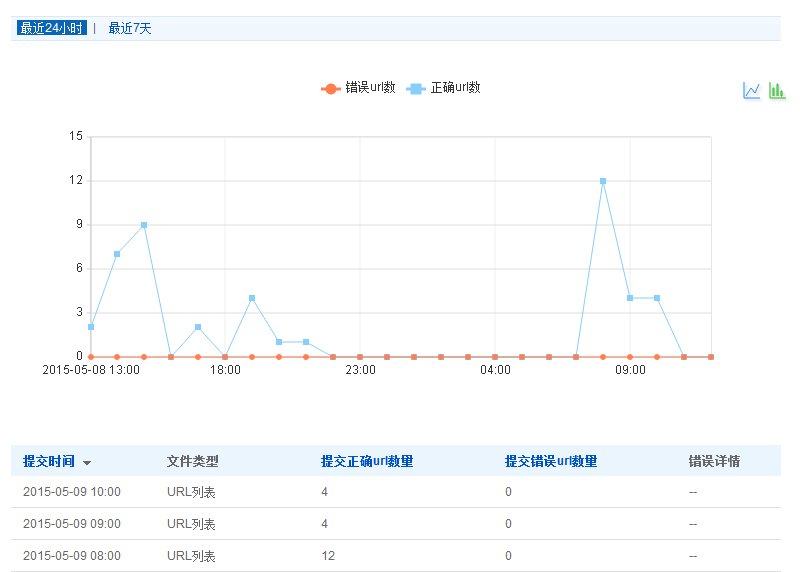 最近24小时 | 最近7天
错误url数 正确url数
15
12
9
6
3
0
2015-05-08 13:00 18:00 23:00 04:00 09:00
提交时间 文件类型 提交正确url数量 提交错误url数量 错误详情
2015-05-09 10:00 URL列表 4 0 --
2015-05-09 09:00 URL列表 4 0 --
2015-05-09 08:00 URL列表 12 0 --